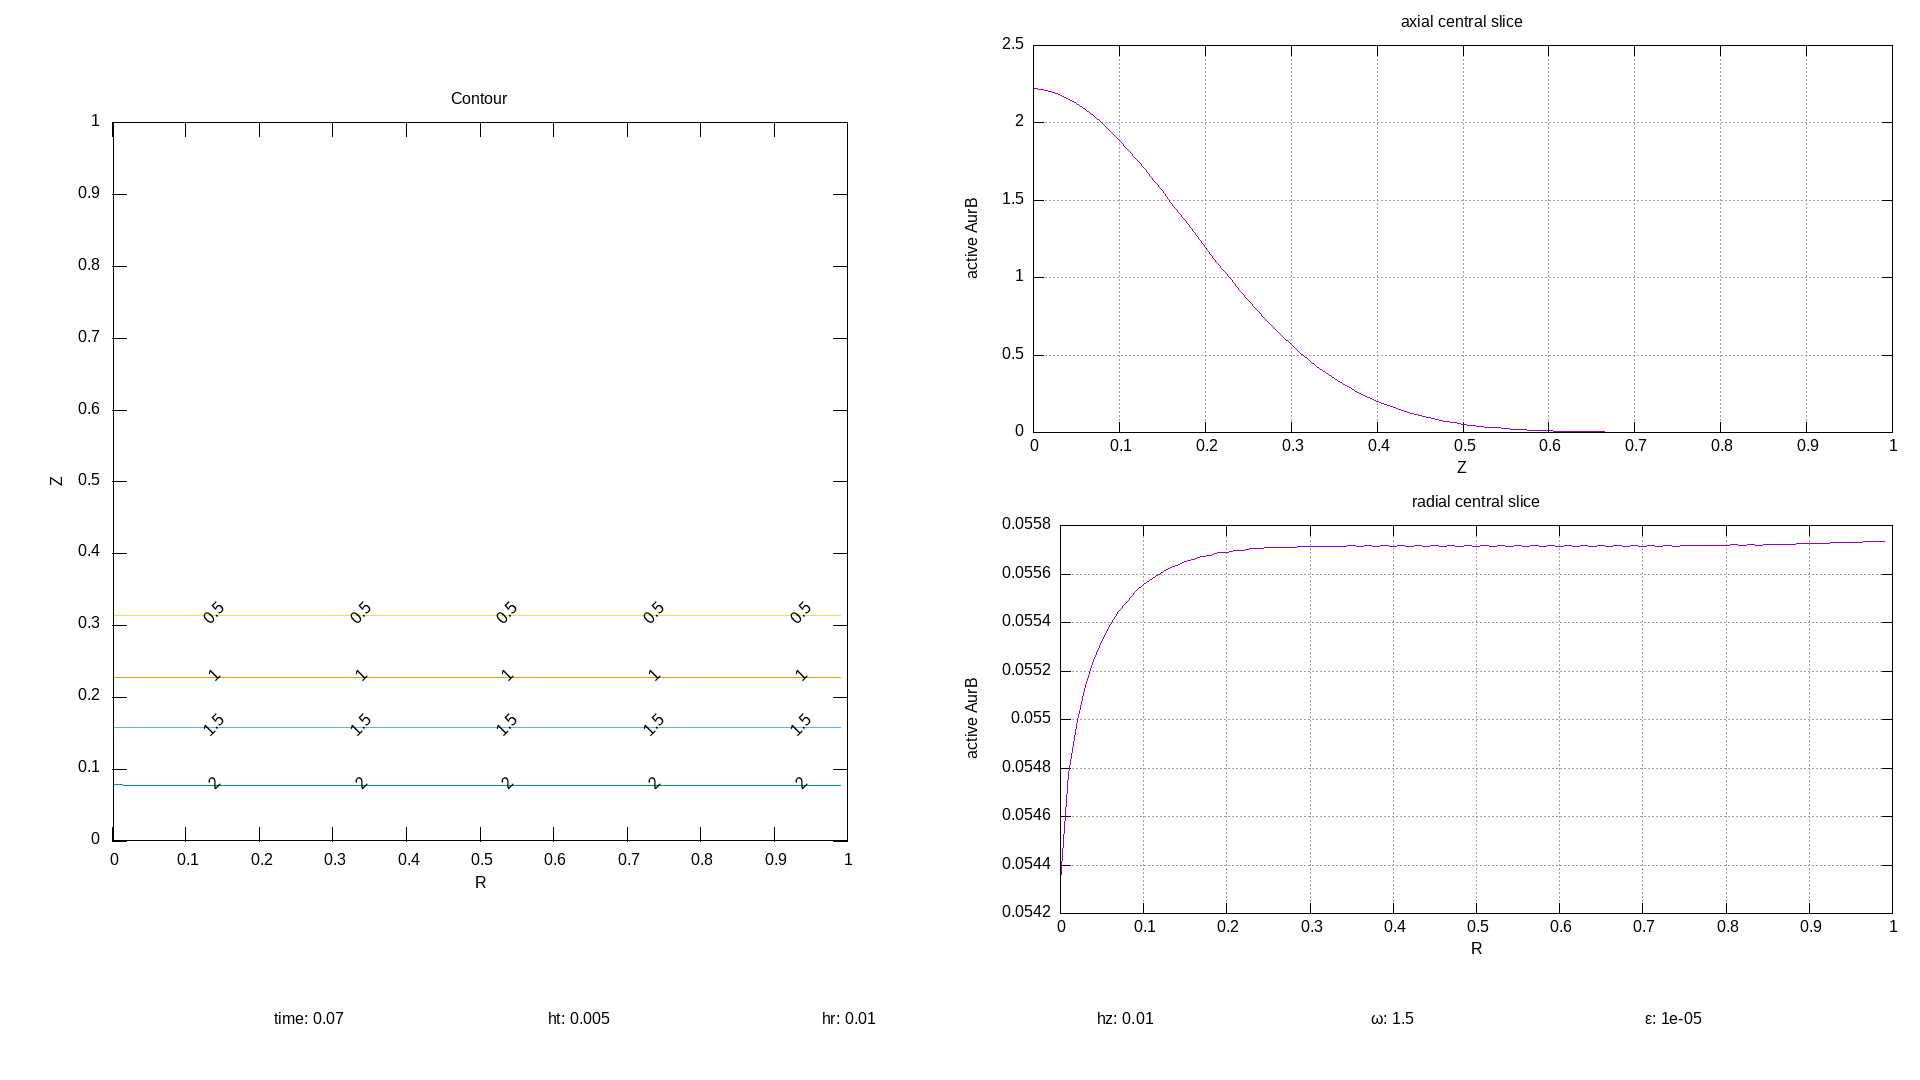 Contour
1
0.9
0.8
0.7
0.6
0.5
0.4
0.3
0.2
0.1
0
Z
0.5 0.5 0.5 0.5 0.5
1 1 1 1 1
1.5 1.5 1.5 1.5 1.5
2 2 2 2 2
0 0.1 0.2 0.3 0.4 0.5 0.6 0.7 0.8 0.9 1
R
axial central slice
2.5
2
1.5
1
0.5
0
active AurB
0 0.1 0.2 0.3 0.4 0.5 0.6 0.7 0.8 0.9 1
Z
radial central slice
0.0558
0.0556
0.0554
0.0552
0.055
0.0548
0.0546
0.0544
0.0542
active AurB
0 0.1 0.2 0.3 0.4 0.5 0.6 0.7 0.8 0.9 1
R
time: 0.07 ht: 0.005 hr: 0.01 hz: 0.01 ω: 1.5 ε: 1e-05